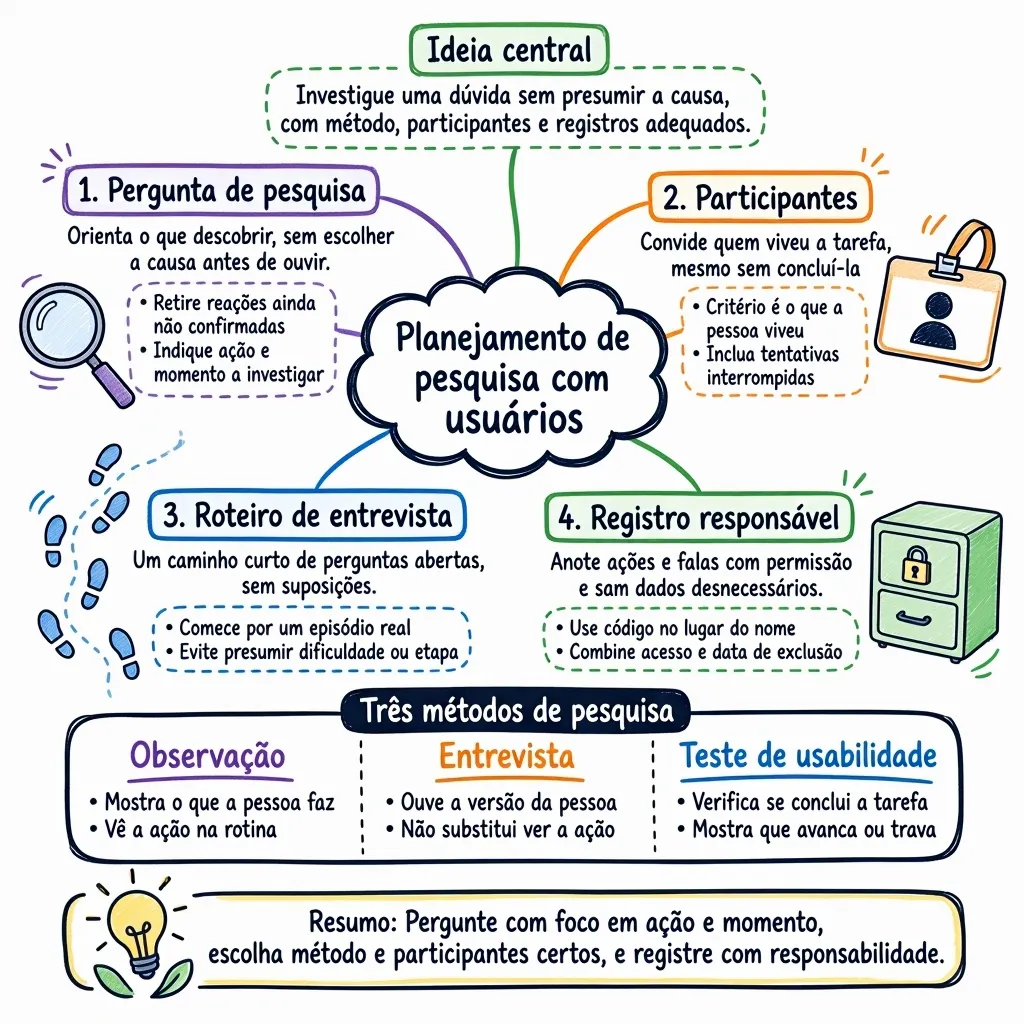 Ideia central
Investigue uma dúvida sem presumir a causa,
com método, participantes e registros adequados.
1. Pergunta de pesquisa
Orienta o que descobrir, sem escolher
a causa antes de ouvir.
• Retire reações ainda
não confirmadas
• Indique ação e
momento a investigar
2. Participantes
Convide quem viveu a tarefa,
mesmo sem concluí-la
• Critério é o que a
pessoa viveu
• Inclua tentativas
interrompidas
Planejamento de
pesquisa com
usuários
3. Roteiro de entrevista
Um caminho curto de perguntas abertas,
sem suposições.
• Comece por um episódio real
• Evite presumir dificuldade ou etapa
4. Registro responsável
Anote ações e falas com permissão
e sam dados desnecessários.
• Use código no lugar do nome
• Combine acesso e data de exclusão
Três métodos de pesquisa
Observação
• Mostra o que a pessoa faz
• Vê a ação na rotina
Entrevista
• Ouve a versão da pessoa
• Não substitui ver a ação
Teste de usabilidade
• Verifica se conclui a tarefa
• Mostra que avanca ou trava
Resumo: Pergunte com foco em ação e momento,
escolha método e participantes certos, e registre com responsabilidade.